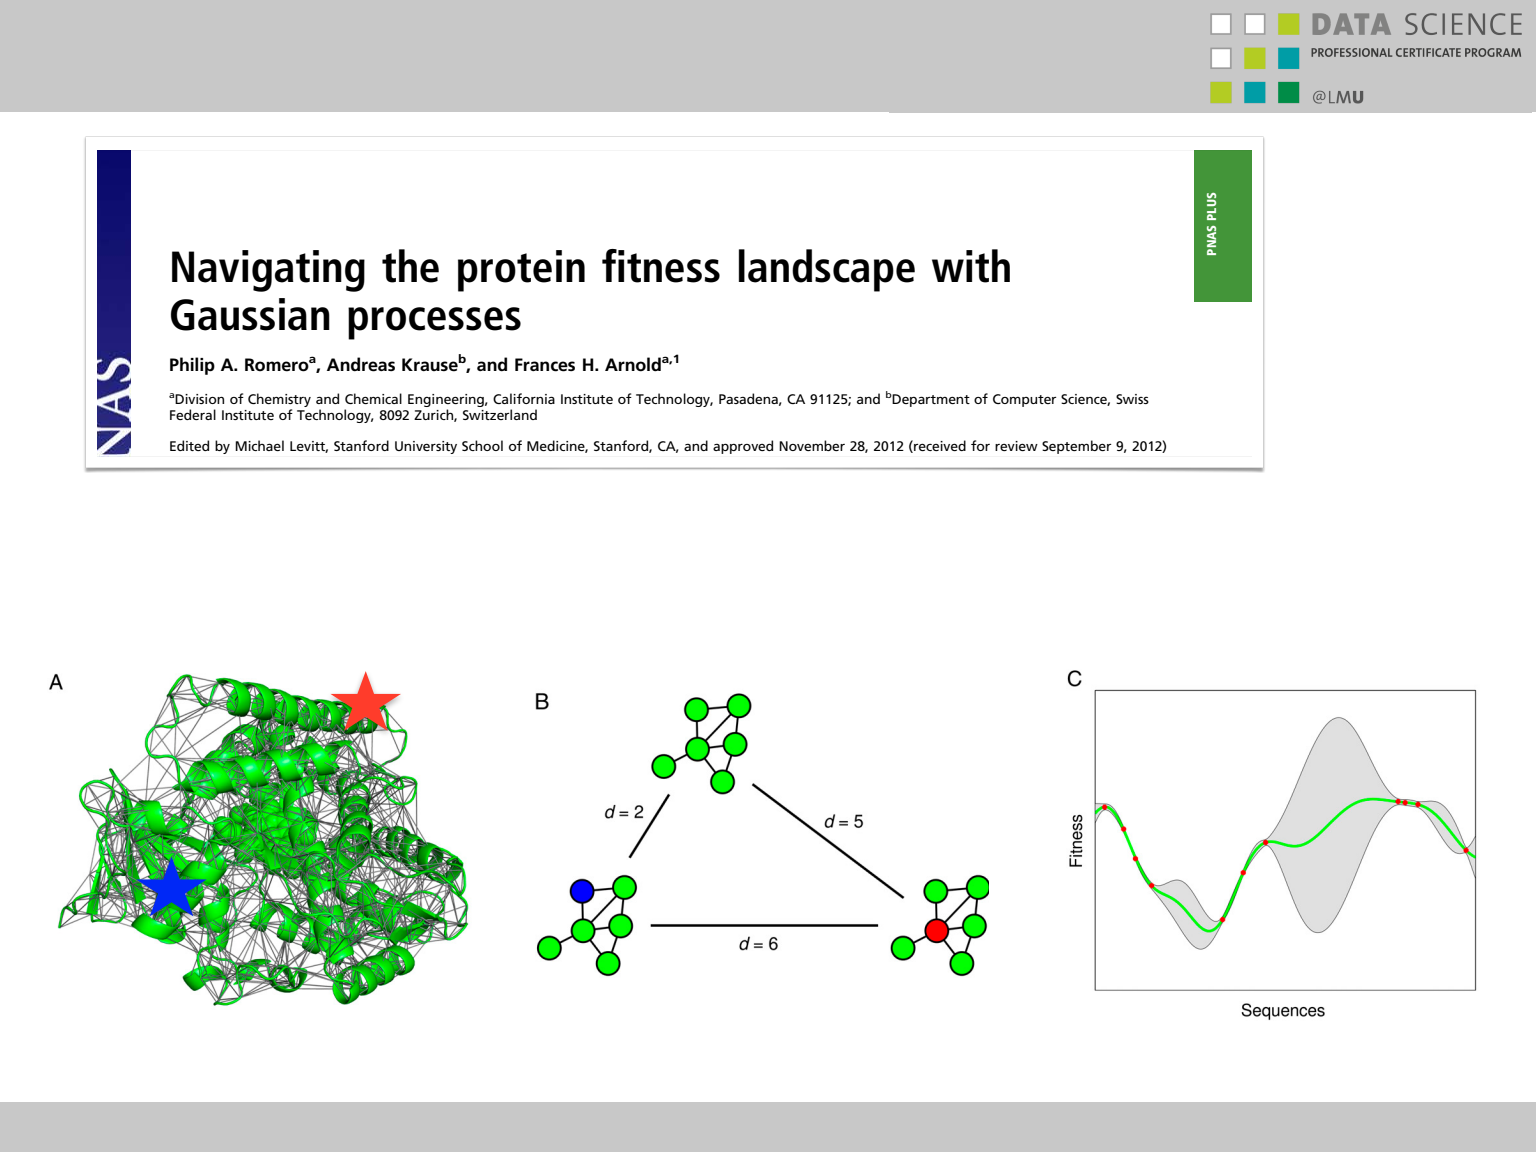 DATA SCIENCE
PROFESSIONAL CERTIFICATE PROGRAM
@LMU
NAS
PNAS PLUS
Navigating the protein fitness landscape with
Gaussian processes
Philip A. Romeroa, Andreas Krauseb, and Frances H. Arnolda,1
aDivision of Chemistry and Chemical Engineering, California Institute of Technology, Pasadena, CA 91125; and bDepartment of Computer Science, Swiss
Federal Institute of Technology, 8092 Zurich, Switzerland
Edited by Michael Levitt, Stanford University School of Medicine, Stanford, CA, and approved November 28, 2012 (received for review September 9, 2012)
A
B
d = 2
d = 5
d = 6
C
Fitness
Sequences